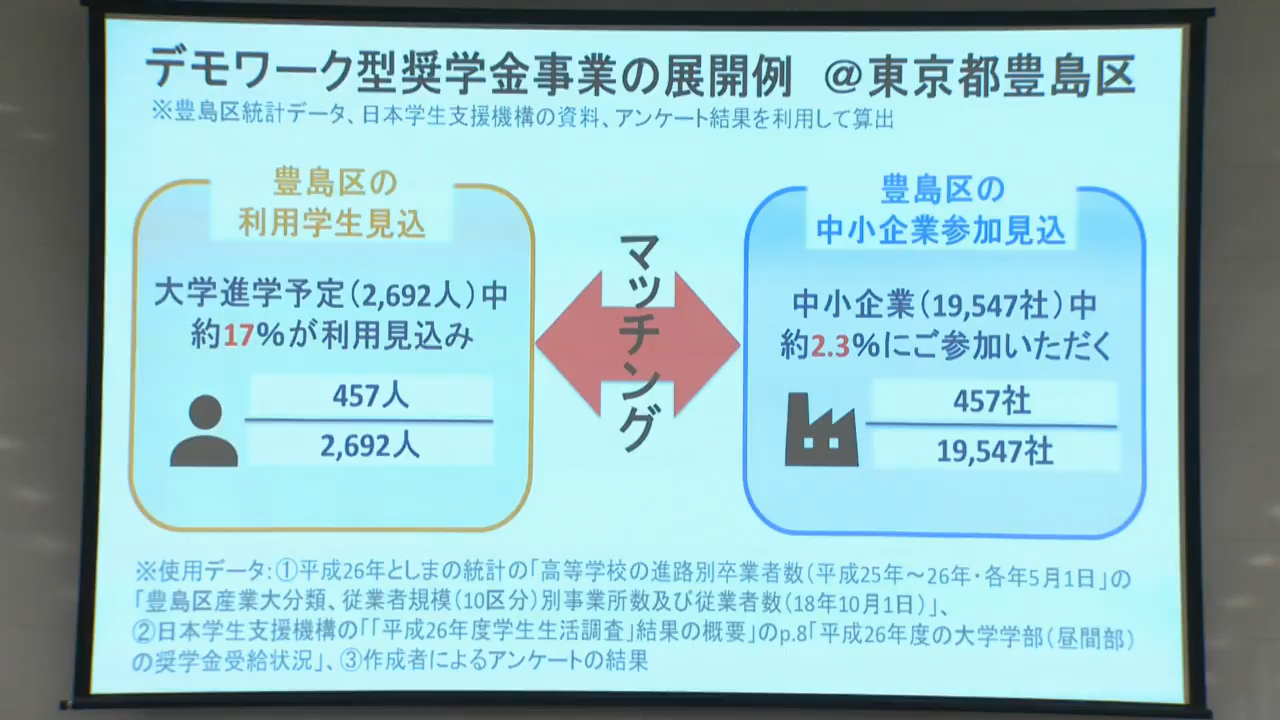 デモワーク型奨学金事業の展開例 @東京都豊島区
※豊島区統計データ、日本学生支援機構の資料、アンケート結果を利用して算出
豊島区の
利用学生見込
大学進学予定(2,692人)中
約17%が利用見込み
457人
2,692人
マッチング
豊島区の
中小企業参加見込
中小企業(19,547社)中
約2.3%にご参加いただく
457社
19,547社
※使用データ:①平成26年としまの統計の「高等学校の進路別卒業者数(平成25年~26年・各年5月1日」の
「豊島区産業大分類、従業者規模(10区分)別事業所数及び従業者数(18年10月1日)」、
②日本学生支援機構の「「平成26年度学生生活調査」結果の概要」のp.8「平成26年度の大学学部(昼間部)
の奨学金受給状況」、③作成者によるアンケートの結果